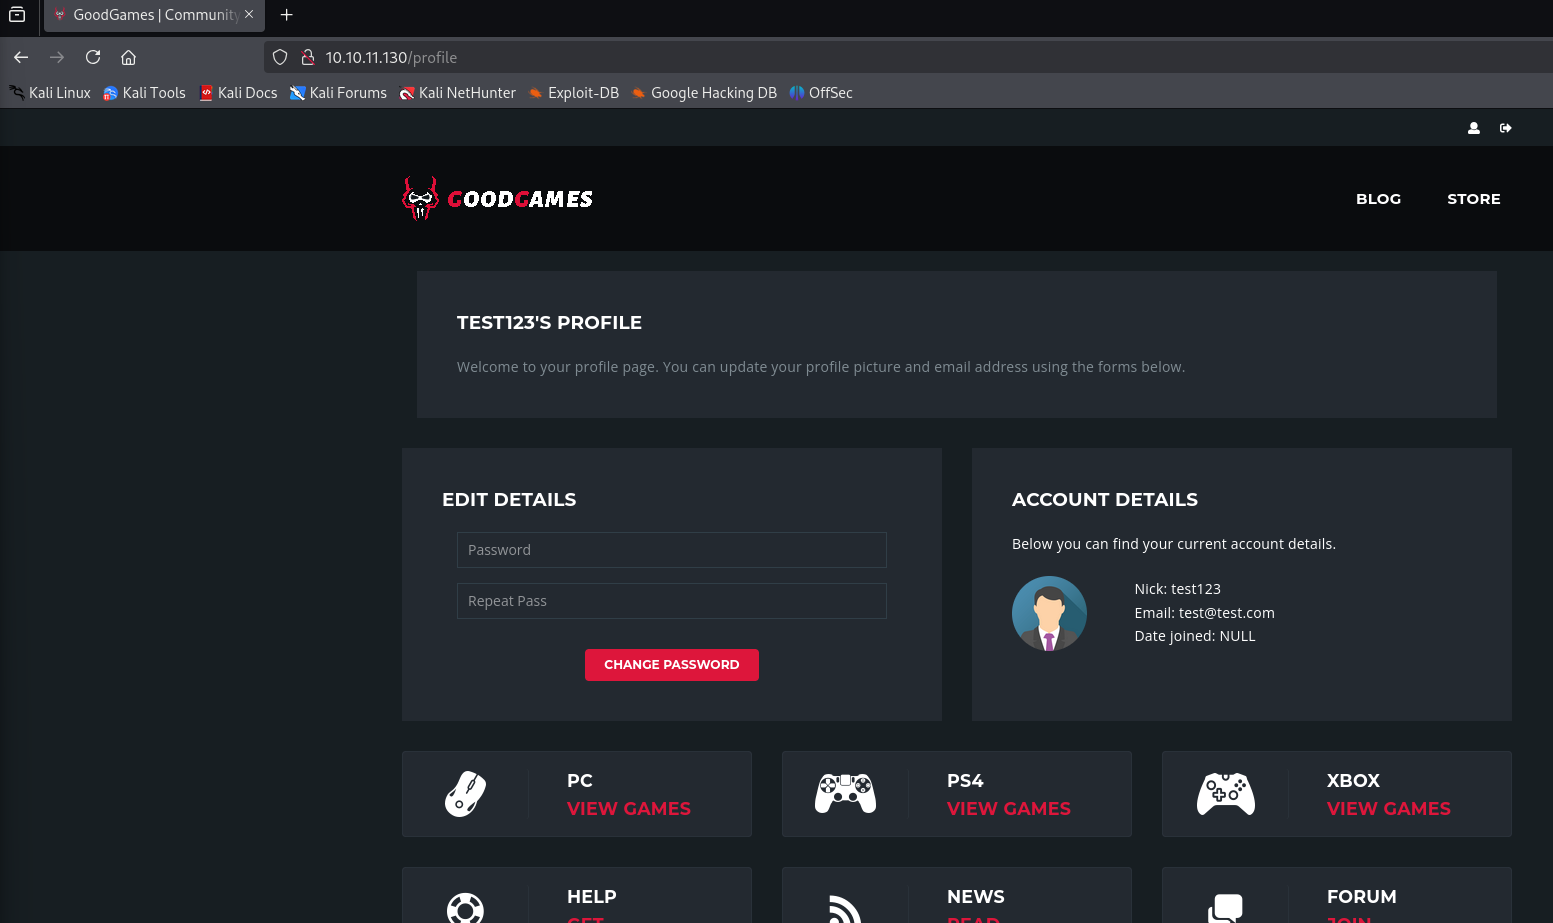 GoodGames | Community
10.10.11.130/profile
Kali Linux Kali Tools Kali Docs Kali Forums Kali NetHunter Exploit-DB Google Hacking DB OffSec
GOODGAMES
BLOG STORE
TEST123'S PROFILE
Welcome to your profile page. You can update your profile picture and email address using the forms below.
EDIT DETAILS
Password
Repeat Pass
CHANGE PASSWORD
ACCOUNT DETAILS
Below you can find your current account details.
Nick: test123
Email: test@test.com
Date joined: NULL
PC
VIEW GAMES
PS4
VIEW GAMES
XBOX
VIEW GAMES
HELP
GET
NEWS
READ
FORUM
JOIN